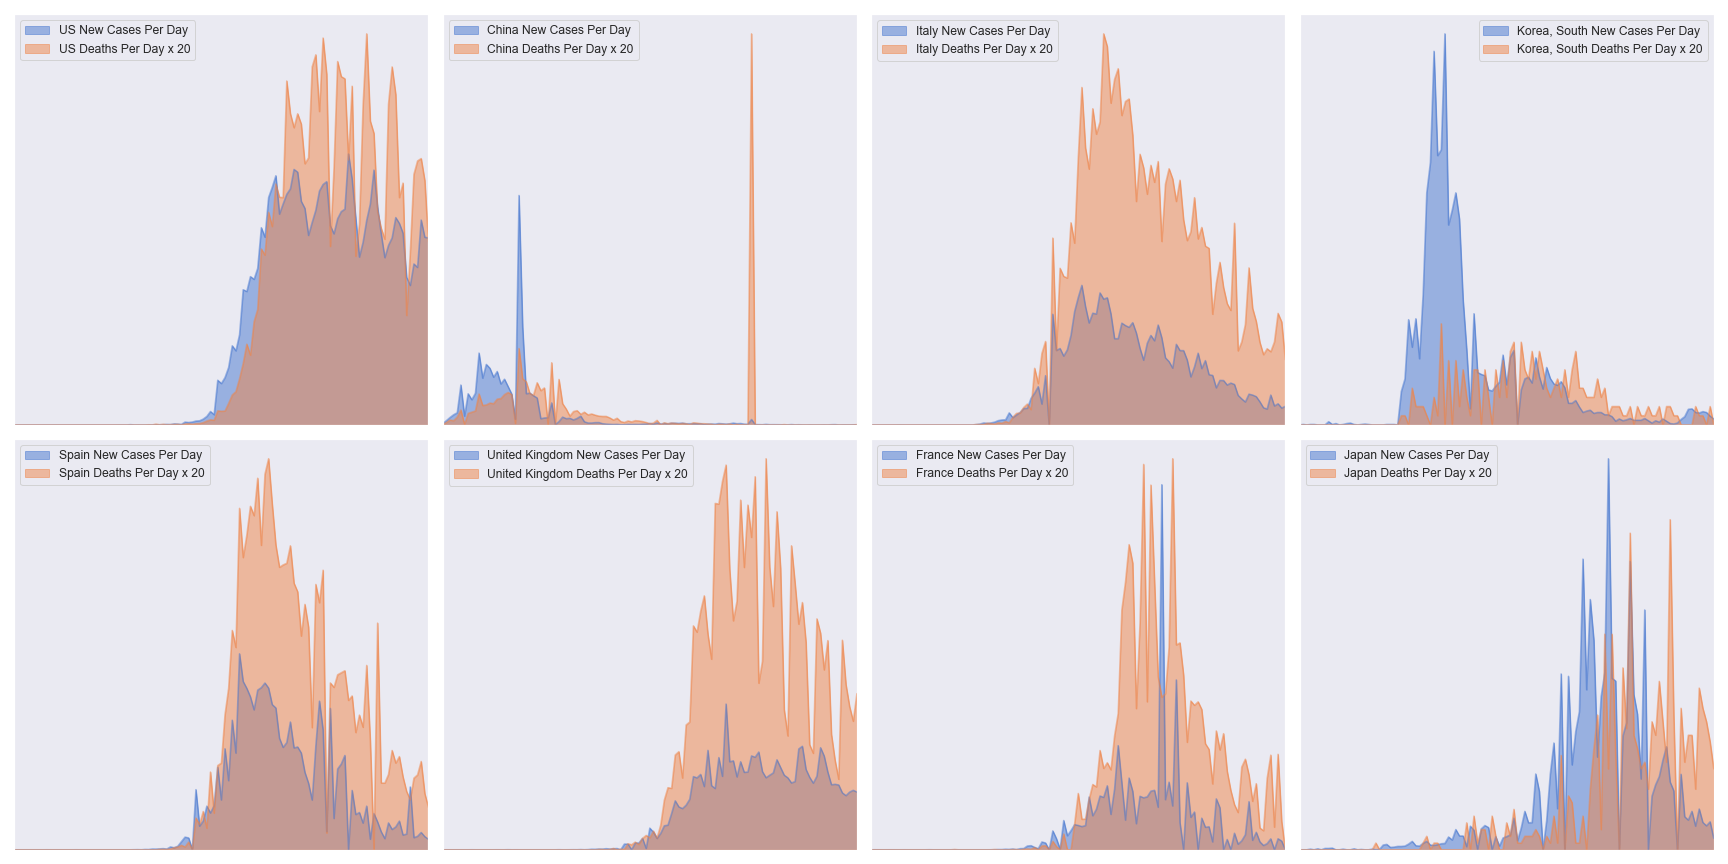 US New Cases Per Day
US Deaths Per Day x 20
China New Cases Per Day
China Deaths Per Day x 20
Italy New Cases Per Day
Italy Deaths Per Day x 20
Korea, South New Cases Per Day
Korea, South Deaths Per Day x 20
Spain New Cases Per Day
Spain Deaths Per Day x 20
United Kingdom New Cases Per Day
United Kingdom Deaths Per Day x 20
France New Cases Per Day
France Deaths Per Day x 20
Japan New Cases Per Day
Japan Deaths Per Day x 20